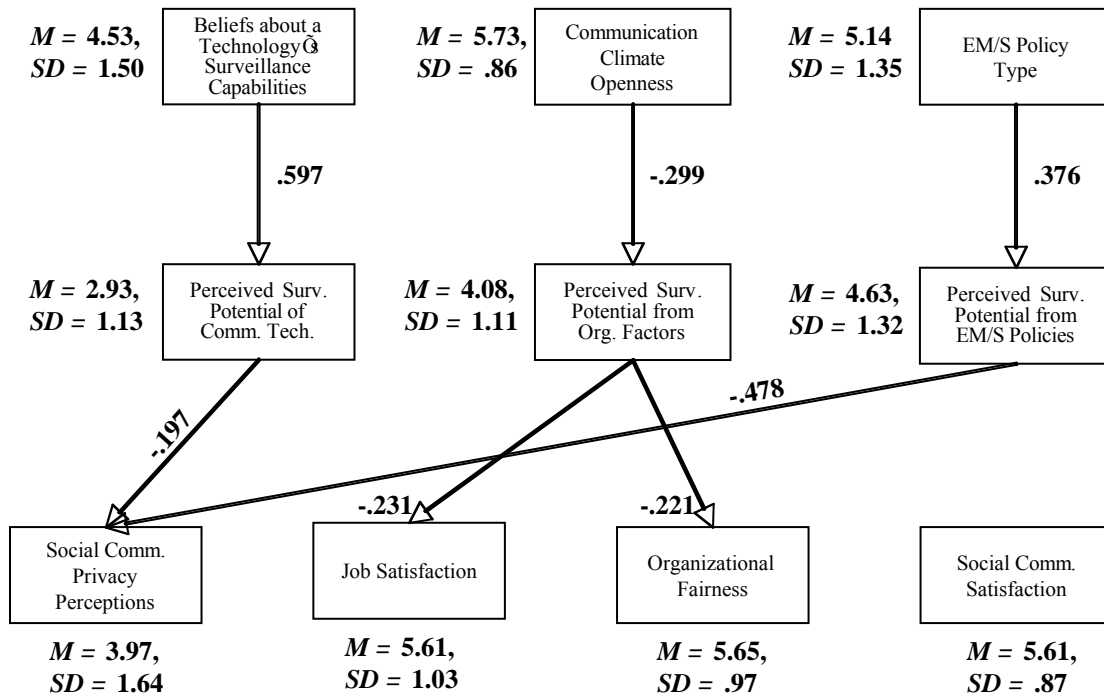 M = 4.53,
SD = 1.50
Beliefs about a
TechnologyÕs
Surveillance
Capabilities
M = 5.73,
SD = .86
Communication
Climate
Openness
M = 5.14
SD = 1.35
EM/S Policy
Type
.597
-.299
.376
M = 2.93,
SD = 1.13
Perceived Surv.
Potential of
Comm. Tech.
M = 4.08,
SD = 1.11
Perceived Surv.
Potential from
Org. Factors
M = 4.63,
SD = 1.32
Perceived Surv.
Potential from
EM/S Policies
-.197
-.478
-.231
-.221
Social Comm.
Privacy
Perceptions
Job Satisfaction
Organizational
Fairness
Social Comm.
Satisfaction
M = 3.97,
SD = 1.64
M = 5.61,
SD = 1.03
M = 5.65,
SD = .97
M = 5.61,
SD = .87